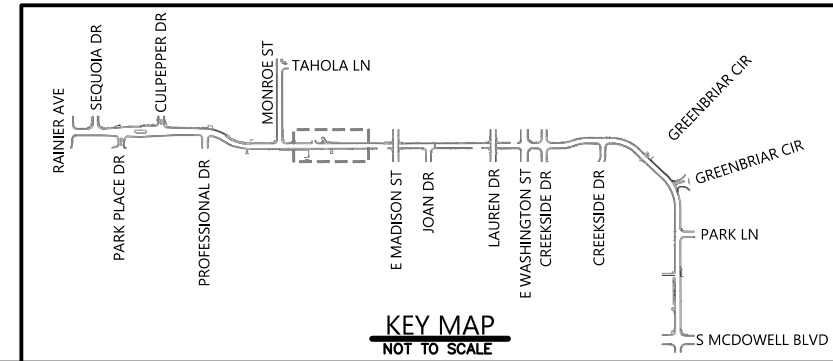 RAINIER AVE
SEQUOIA DR
CULPEPPER DR
MONROE ST
TAHOLA LN
GREENBRIAR CIR
GREENBRIAR CIR
PARK PLACE DR
PROFESSIONAL DR
E MADISON ST
JOAN DR
LAUREN DR
E WASHINGTON ST
CREEKSIDE DR
CREEKSIDE DR
PARK LN
S MCDOWELL BLVD
KEY MAP
NOT TO SCALE